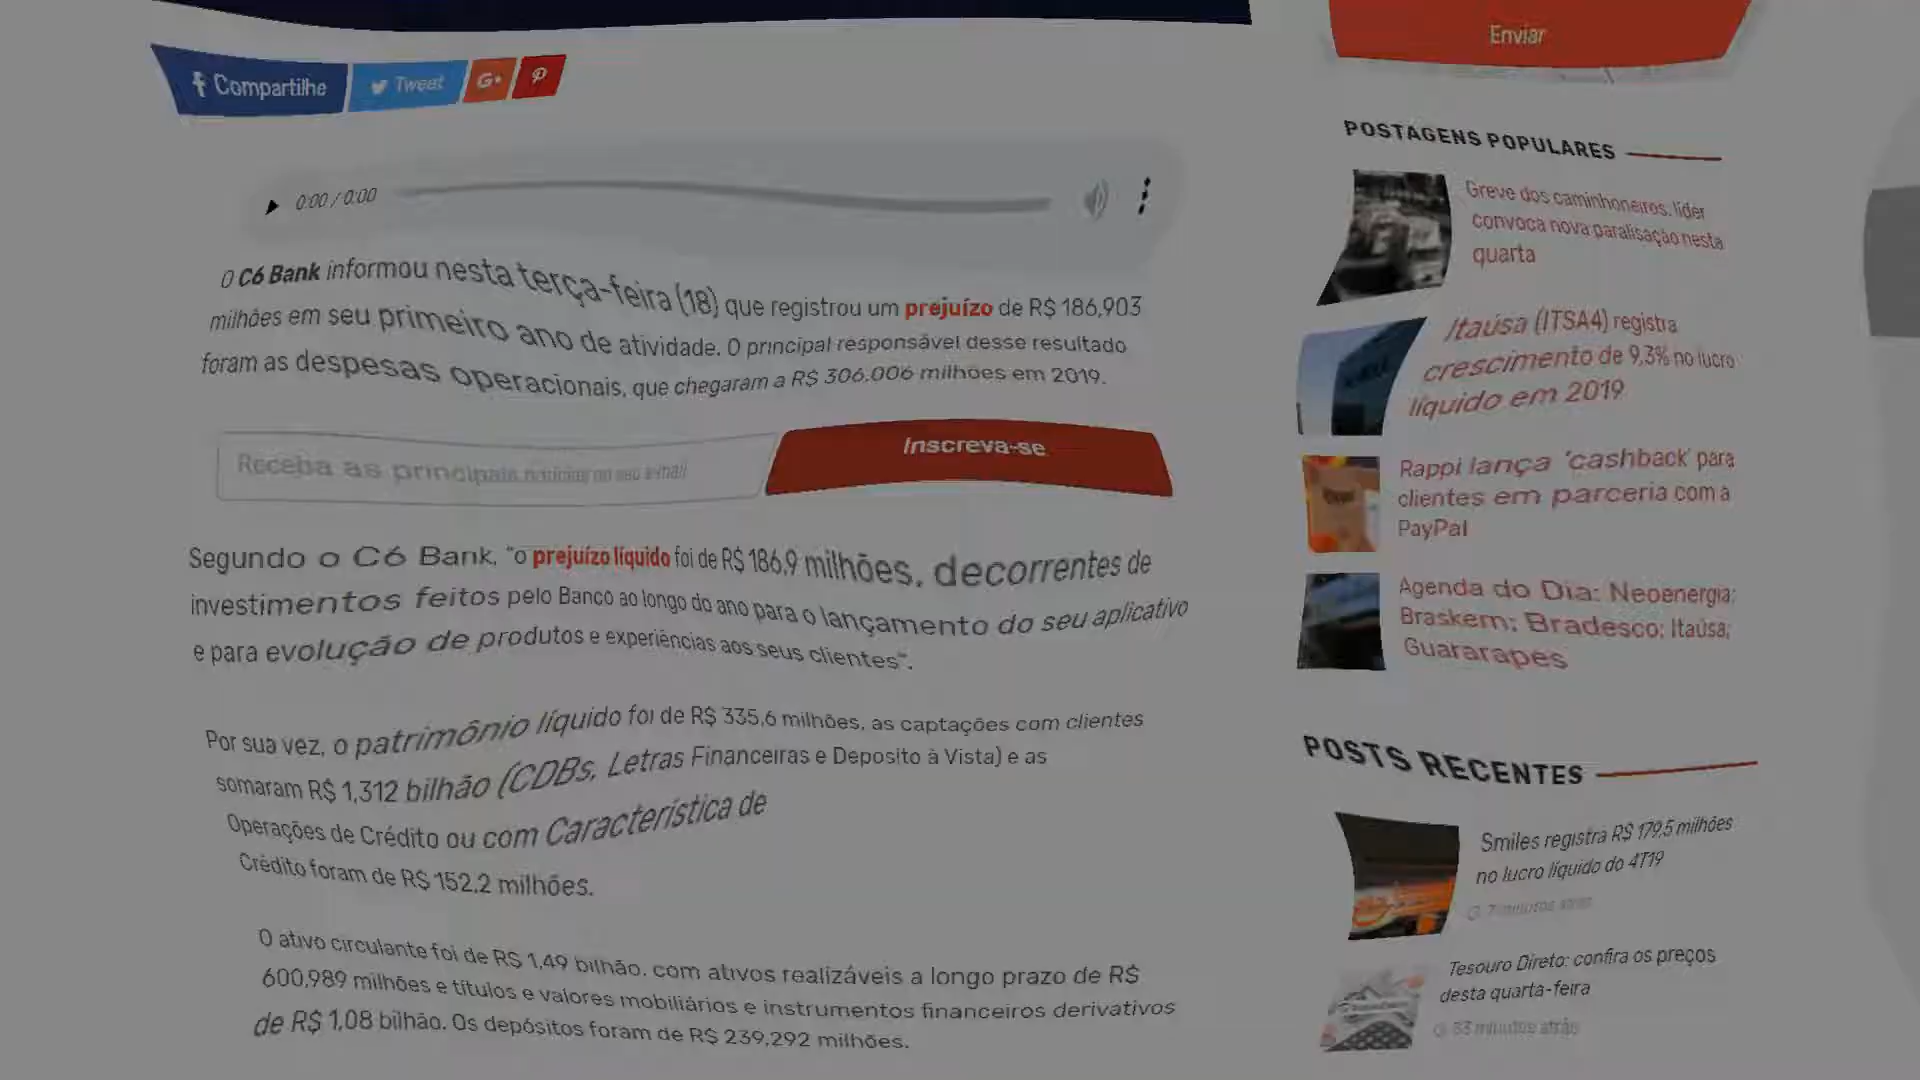 Enviar
Compartilhe
Tweet
G+
0:00 / 0:00
O C6 Bank informou nesta terça-feira (18) que registrou um prejuízo de R$ 186,903
milhões em seu primeiro ano de atividade. O principal responsável desse resultado
foram as despesas operacionais, que chegaram a R$ 306.006 milhões em 2019.
Receba as principais notícias no seu e-mail
Inscreva-se
Segundo o C6 Bank, "o prejuízo líquido foi de R$ 186,9 milhões, decorrentes de
investimentos feitos pelo Banco ao longo do ano para o lançamento do seu aplicativo
e para evolução de produtos e experiências aos seus clientes".
Por sua vez, o patrimônio líquido foi de R$ 335,6 milhões, as captações com clientes
somaram R$ 1,312 bilhão (CDBs, Letras Financeiras e Deposito à Vista) e as
Operações de Crédito ou com Característica de
Crédito foram de R$ 152,2 milhões.
O ativo circulante foi de R$ 1,49 bilhão, com ativos realizáveis a longo prazo de R$
600,989 milhões e títulos e valores mobiliários e instrumentos financeiros derivativos
de R$ 1,08 bilhão. Os depósitos foram de R$ 239,292 milhões.
POSTAGENS POPULARES
Greve dos caminhoneiros: líder
convoca nova paralisação nesta
quarta
Itaúsa (ITSA4) registra
crescimento de 9,3% no lucro
líquido em 2019
Rappi lança 'cashback' para
clientes em parceria com a
PayPal
Agenda do Dia: Neoenergia;
Braskem; Bradesco; Itaúsa;
Guararapes
POSTS RECENTES
Smiles registra R$ 179,5 milhões
no lucro líquido do 4T19
7 minutos atrás
Tesouro Direto: confira os preços
desta quarta-feira
33 minutos atrás